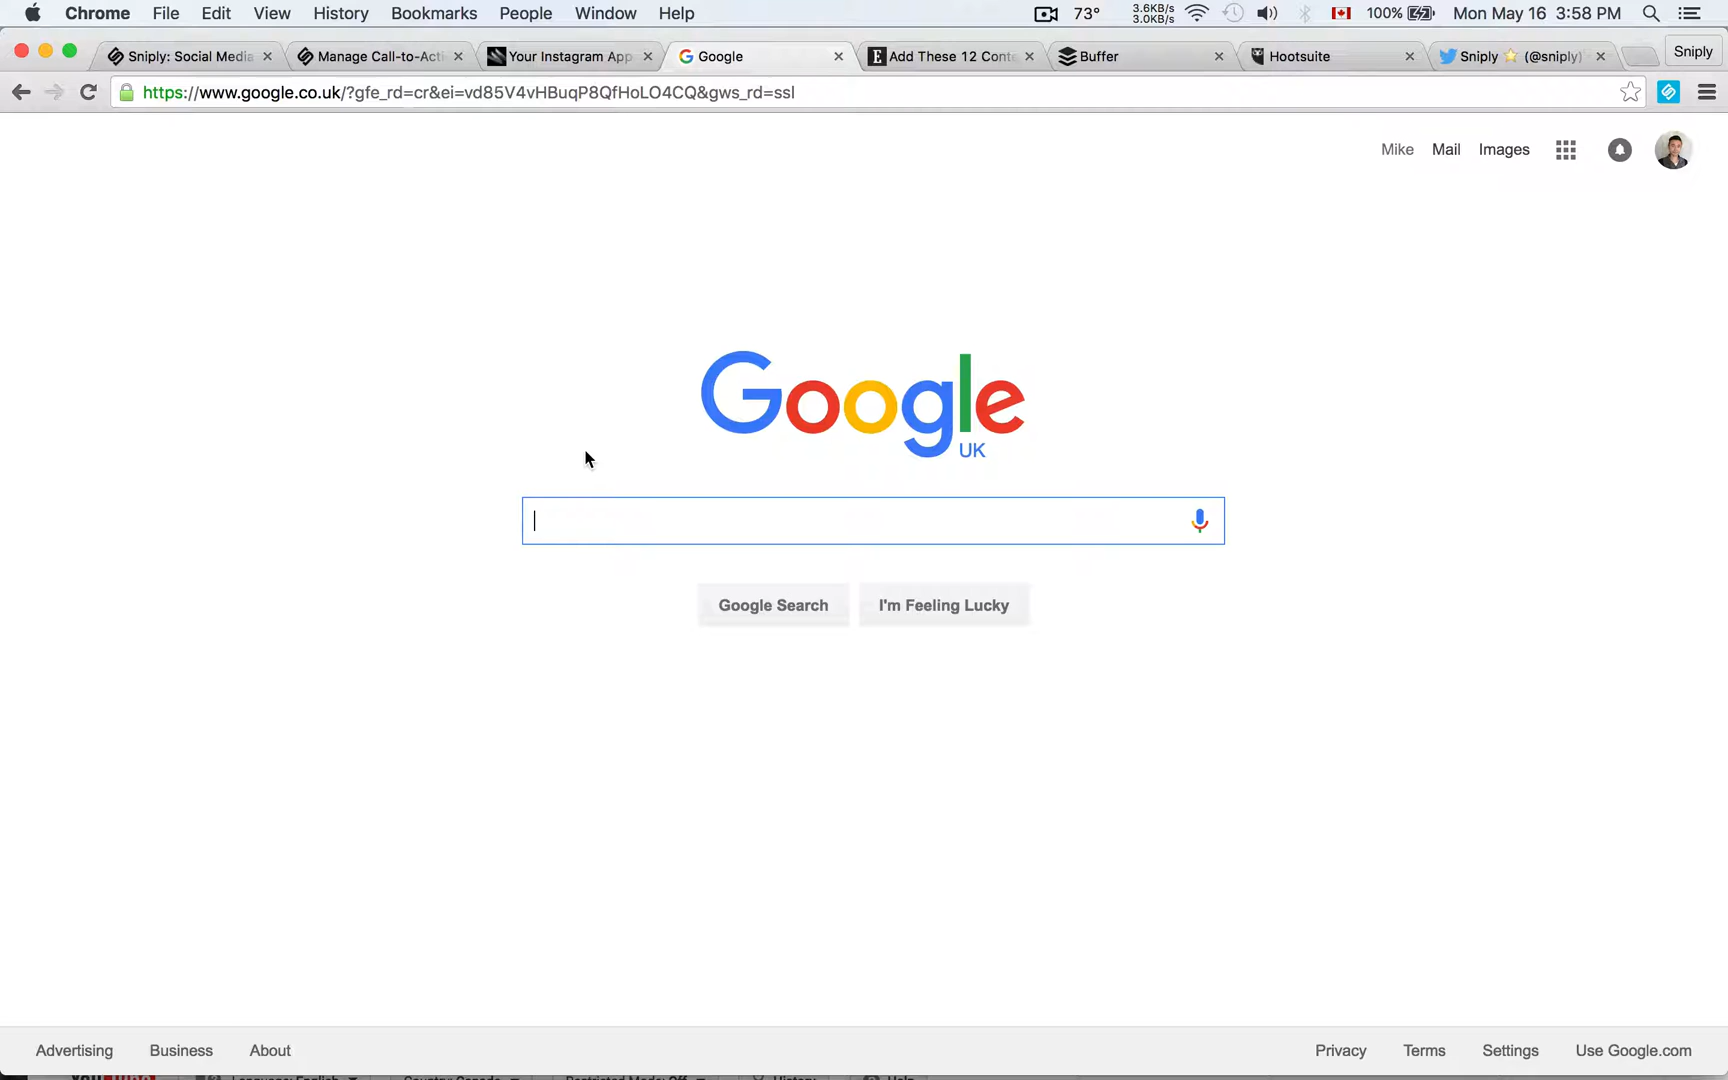 Chrome File Edit View History Bookmarks People Window Help 73° 3.6KB/s 3.0KB/s 100% Mon May 16 3:58 PM
Sniply: Social Media Manage Call-to-Acti Your Instagram App Google Add These 12 Conte Buffer Hootsuite Sniply ⭐ (@sniply) Sniply
https://www.google.co.uk/?gfe_rd=cr&ei=vd85V4vHBuqP8QfHoLO4CQ&gws_rd=ssl
Mike Mail Images
Google
UK
Google Search I'm Feeling Lucky
Advertising Business About Privacy Terms Settings Use Google.com